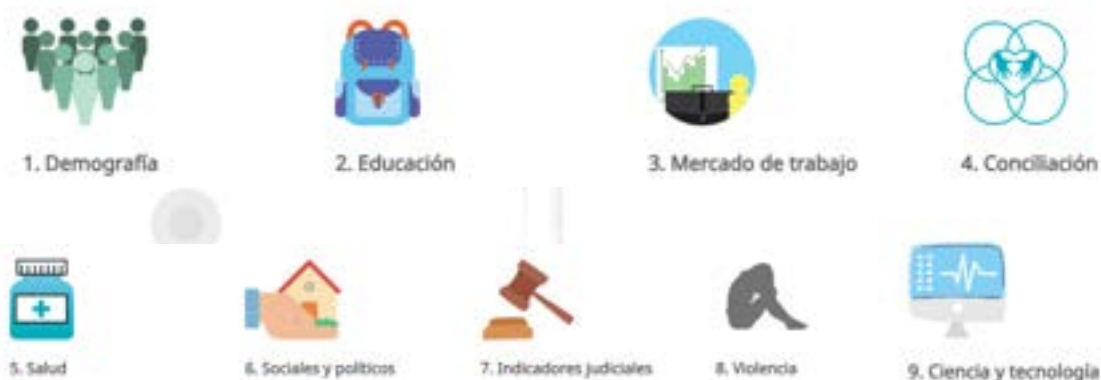 1. Demografía
2. Educación
3. Mercado de trabajo
4. Conciliación
5. Salud
6. Sociales y políticos
7. Indicadores judiciales
8. Violencia
9. Ciencia y tecnología